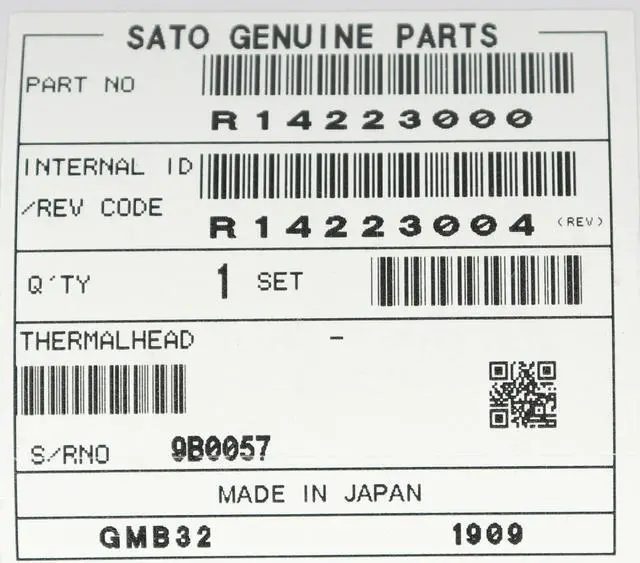 SATO GENUINE PARTS
PART NO
R14223000
INTERNAL ID
/REV CODE
R14223004 (REV)
Q'TY 1 SET
THERMALHEAD -
S/RNO 9B0057
MADE IN JAPAN
GMB32 1909